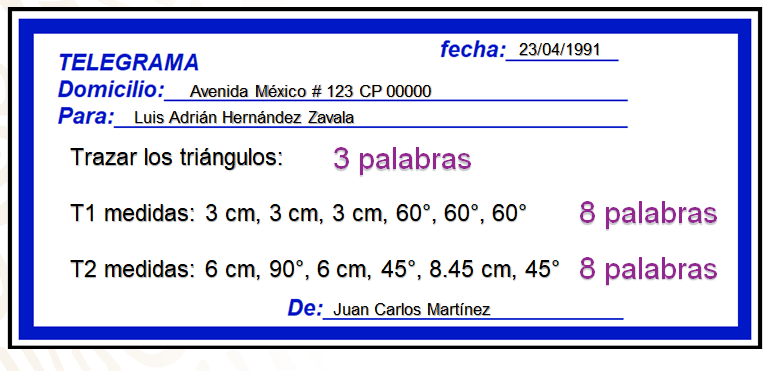 fecha: 23/04/1991
TELEGRAMA
Domicilio: Avenida México # 123 CP 00000
Para: Luis Adrián Hernández Zavala
Trazar los triángulos: 3 palabras
T1 medidas: 3 cm, 3 cm, 3 cm, 60°, 60°, 60° 8 palabras
T2 medidas: 6 cm, 90°, 6 cm, 45°, 8.45 cm, 45° 8 palabras
De: Juan Carlos Martínez